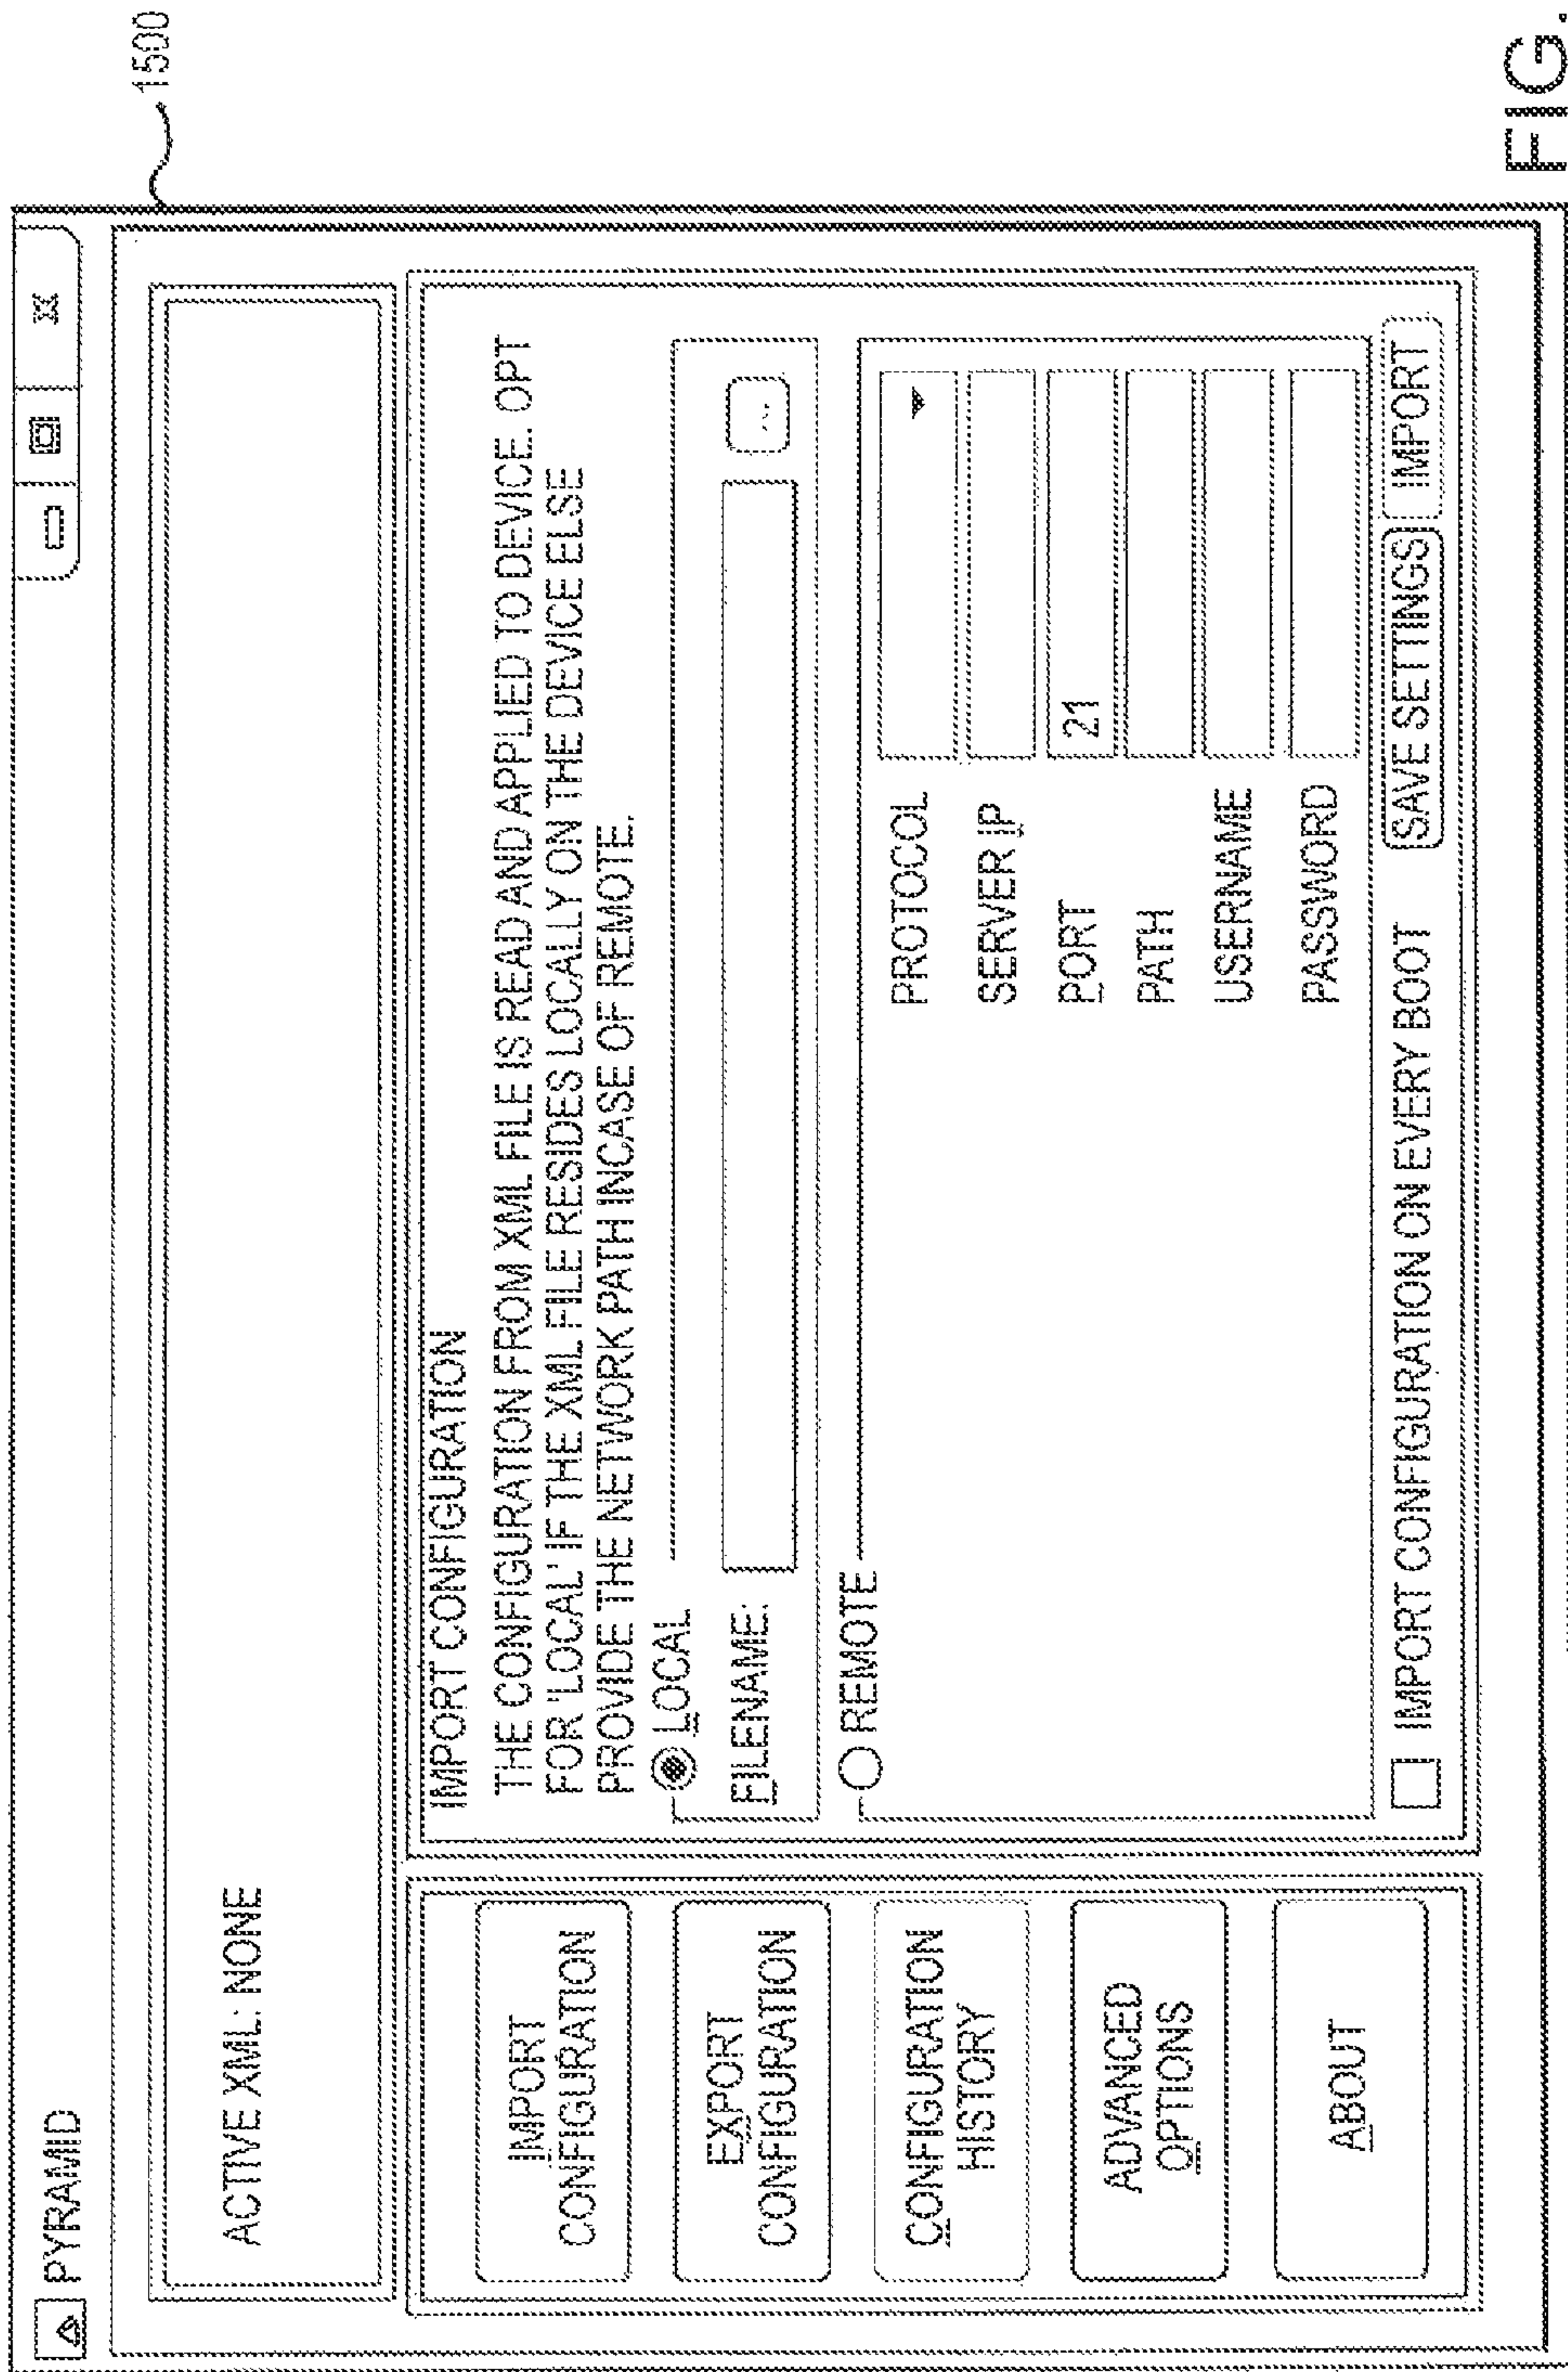 PYRAMID
1500
ACTIVE XML: NONE
IMPORT
CONFIGURATION
EXPORT
CONFIGURATION
CONFIGURATION
HISTORY
ADVANCED
OPTIONS
ABOUT
IMPORT CONFIGURATION
THE CONFIGURATION FROM XML FILE IS READ AND APPLIED TO DEVICE. OPT
FOR 'LOCAL' IF THE XML FILE RESIDES LOCALLY ON THE DEVICE ELSE
PROVIDE THE NETWORK PATH INCASE OF REMOTE.
LOCAL
FILENAME:
...
REMOTE
PROTOCOL
SERVER IP
PORT 21
PATH
USERNAME
PASSWORD
IMPORT CONFIGURATION ON EVERY BOOT SAVE SETTINGS IMPORT
FIG.